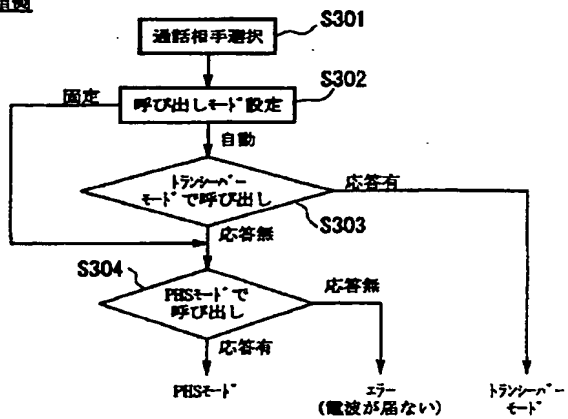 通話相手選択
S301
呼び出しモード設定
S302
固定
自動
トランシーバー
モードで呼び出し
応答有
S303
応答無
S304
PHSモードで
呼び出し
応答無
応答有
PHSモード
エラー
(電波が届ない)
トランシーバー
モード